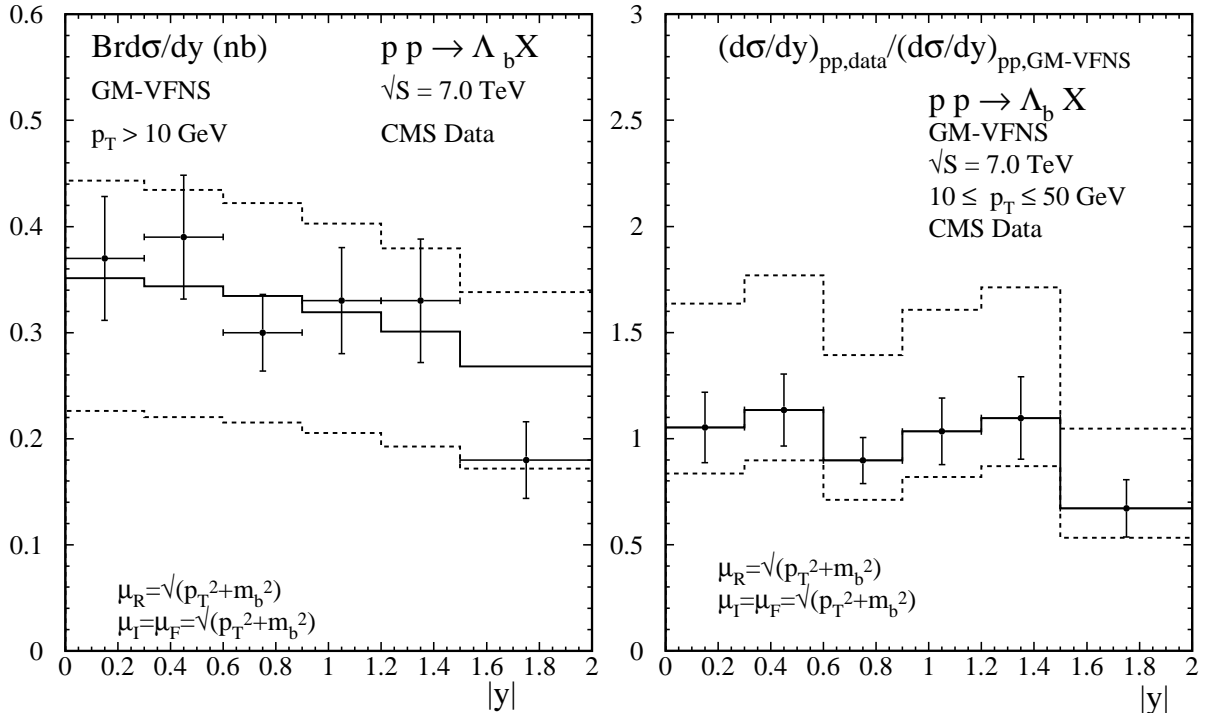 Brdσ/dy (nb)
p p → Λ_b X
GM-VFNS
√S = 7.0 TeV
p_T > 10 GeV
CMS Data
0.6
0.5
0.4
0.3
0.2
0.1
0
μ_R=√(p_T^2+m_b^2)
μ_I=μ_F=√(p_T^2+m_b^2)
0 0.2 0.4 0.6 0.8 1 1.2 1.4 1.6 1.8 2
|y|
(dσ/dy)_pp,data/(dσ/dy)_pp,GM-VFNS
p p → Λ_b X
GM-VFNS
√S = 7.0 TeV
10 ≤ p_T ≤ 50 GeV
CMS Data
3
2.5
2
1.5
1
0.5
0
μ_R=√(p_T^2+m_b^2)
μ_I=μ_F=√(p_T^2+m_b^2)
0 0.2 0.4 0.6 0.8 1 1.2 1.4 1.6 1.8 2
|y|